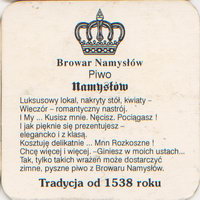 Browar Namysłów
Piwo
Namysłów
Luksusowy lokal, nakryty stół, kwiaty -
Wieczór - romantyczny nastrój.
I My ... Kusisz mnie. Nęcisz. Pociągasz !
I jak pięknie się prezentujesz -
elegancko i z klasą.
Kosztuję delikatnie ... Mnn Rozkoszne !
Chcę więcej i więcej. -Giniesz w moich ustach...
Tak, tylko takich wrażeń może dostarczyć
zimne, pyszne piwo z Browaru Namysłów.
Tradycja od 1538 roku